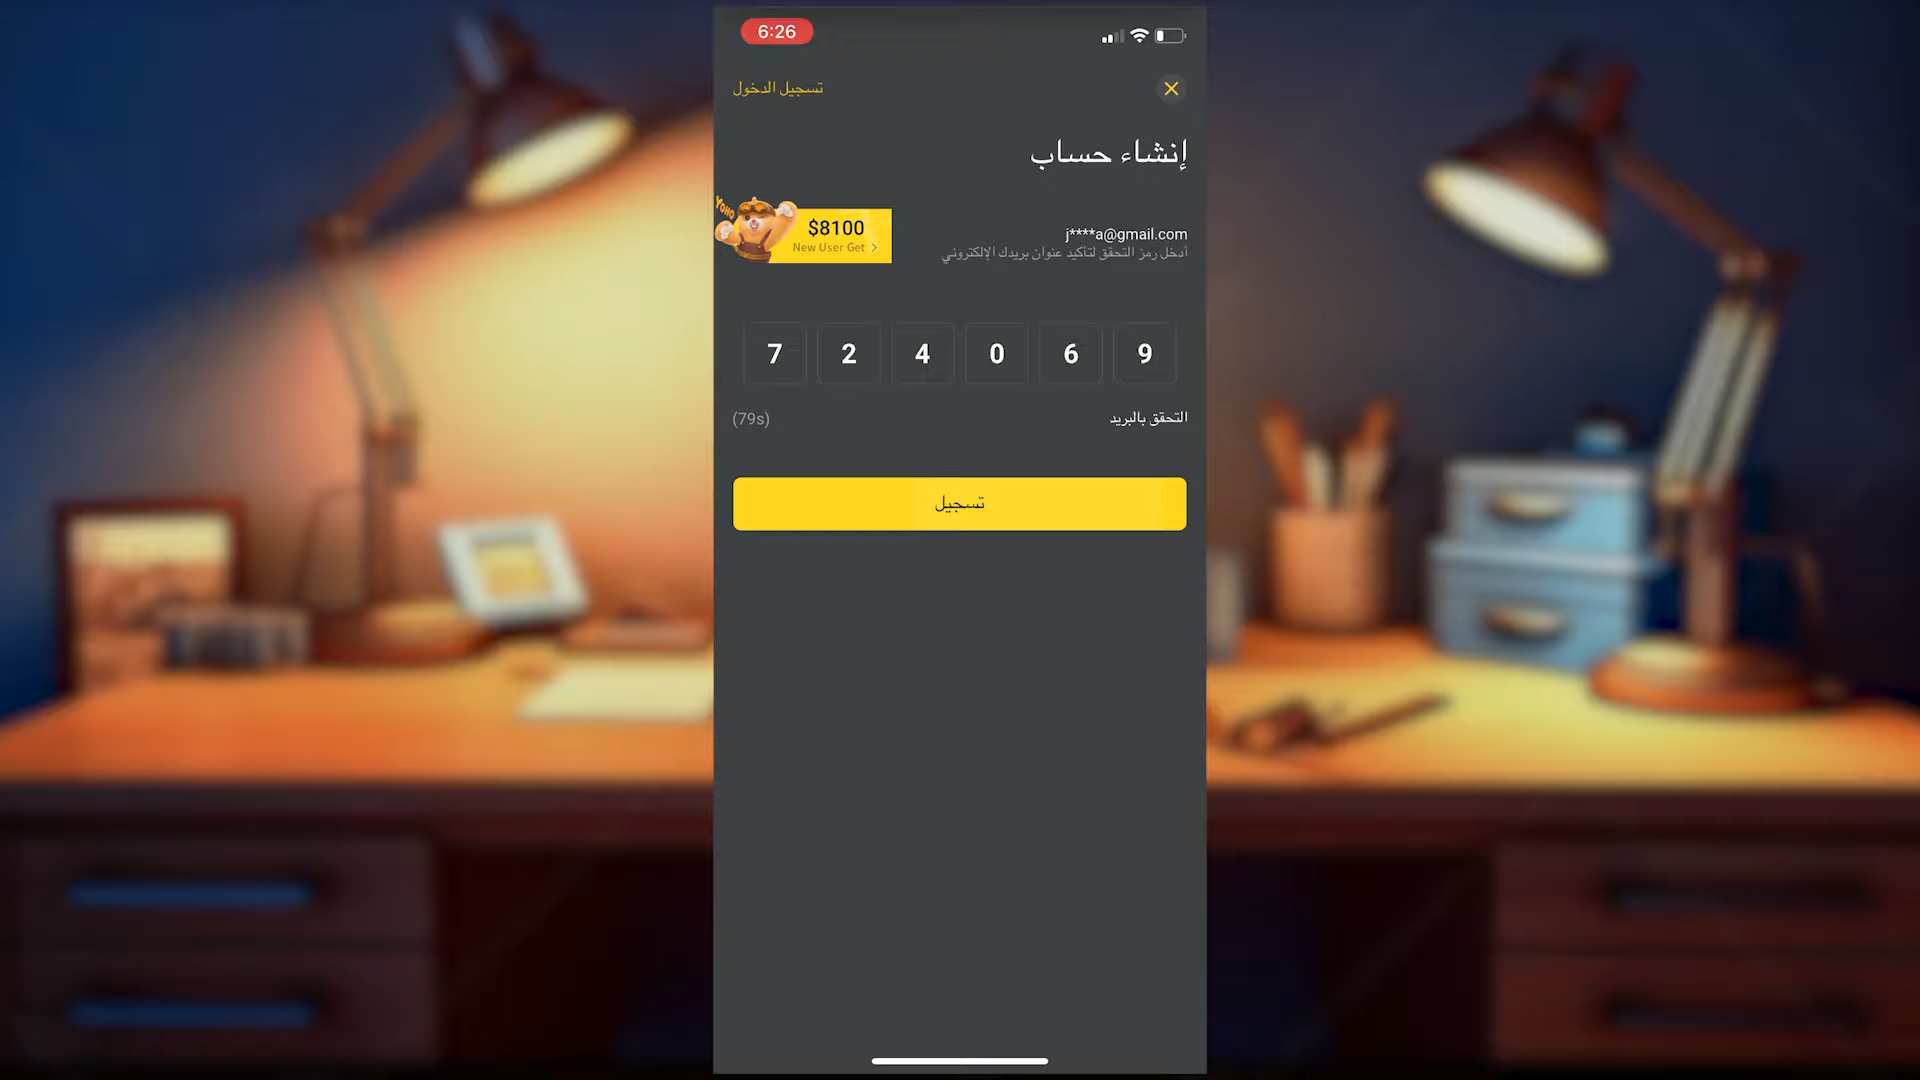 6:26
تسجيل الدخول
إنشاء حساب
YOHO
$8100
New User Get >
j****a@gmail.com
أدخل رمز التحقق لتأكيد عنوان بريدك الإلكتروني
7 2 4 0 6 9
التحقق بالبريد
(79s)
تسجيل